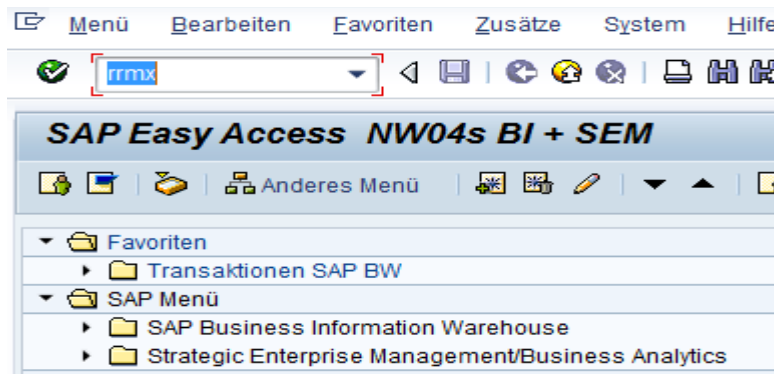 Menü Bearbeiten Favoriten Zusätze System Hilfe
rrmx
SAP Easy Access NW04s BI + SEM
Anderes Menü
Favoriten
Transaktionen SAP BW
SAP Menü
SAP Business Information Warehouse
Strategic Enterprise Management/Business Analytics